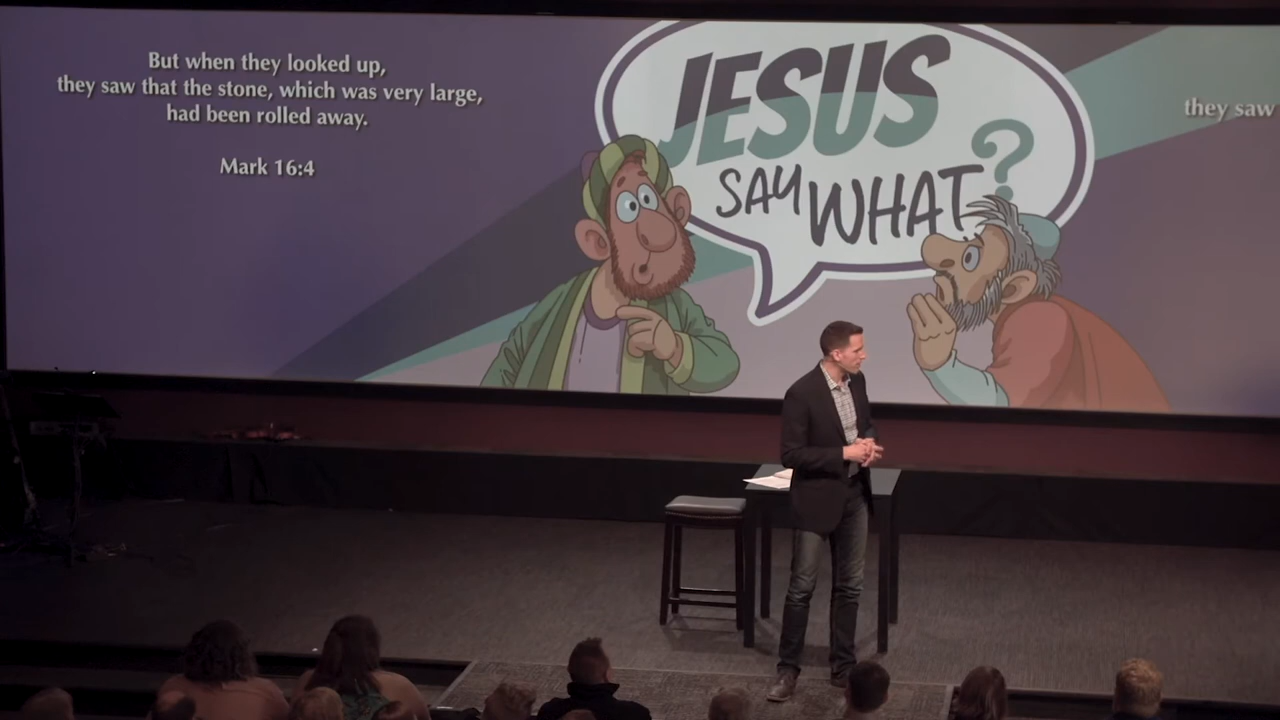 But when they looked up,
they saw that the stone, which was very large,
had been rolled away.
Mark 16:4
JESUS
SAY WHAT?
they saw